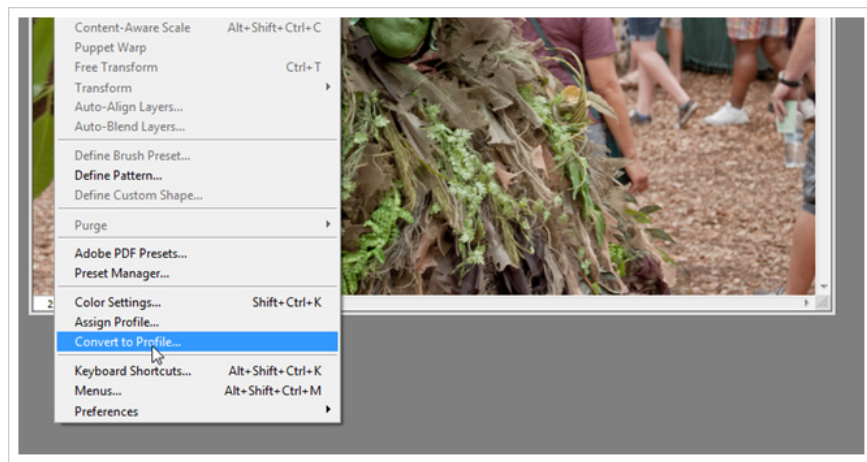 Content-Aware Scale Alt+Shift+Ctrl+C
Puppet Warp
Free Transform Ctrl+T
Transform
Auto-Align Layers...
Auto-Blend Layers...
Define Brush Preset...
Define Pattern...
Define Custom Shape...
Purge
Adobe PDF Presets...
Preset Manager...
Color Settings... Shift+Ctrl+K
Assign Profile...
Convert to Profile...
Keyboard Shortcuts... Alt+Shift+Ctrl+K
Menus... Alt+Shift+Ctrl+M
Preferences